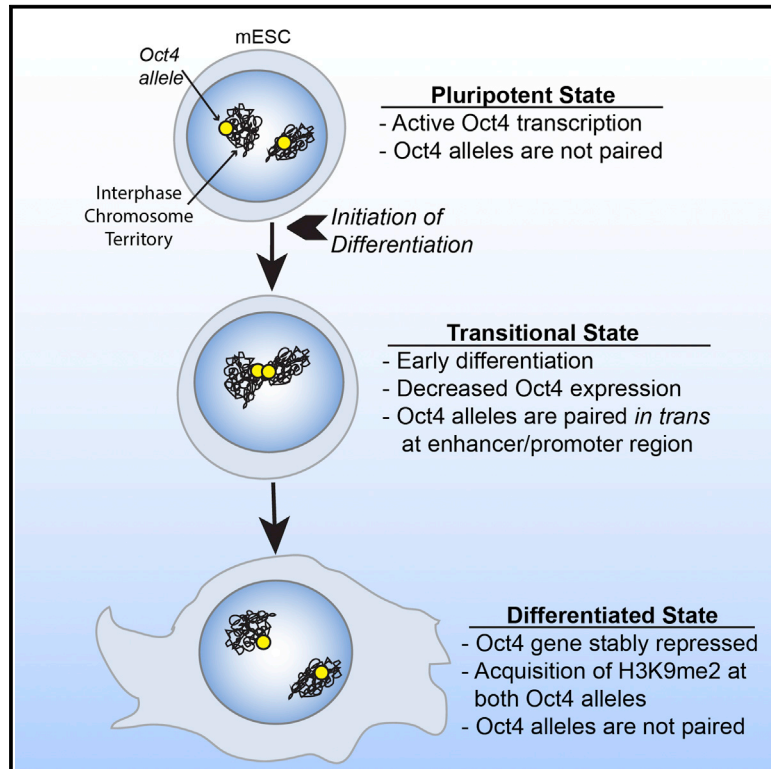 mESC
Oct4
allele
Interphase
Chromosome
Territory
Pluripotent State
- Active Oct4 transcription
- Oct4 alleles are not paired
Initiation of
Differentiation
Transitional State
- Early differentiation
- Decreased Oct4 expression
- Oct4 alleles are paired in trans
at enhancer/promoter region
Differentiated State
- Oct4 gene stably repressed
- Acquisition of H3K9me2 at
both Oct4 alleles
- Oct4 alleles are not paired